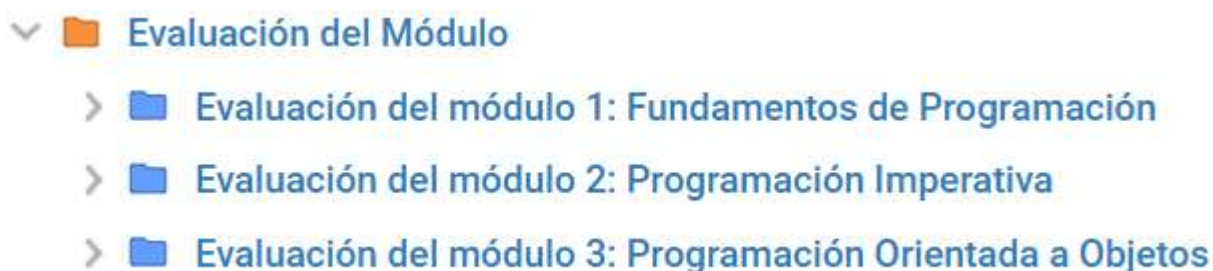 Evaluación del Módulo
Evaluación del módulo 1: Fundamentos de Programación
Evaluación del módulo 2: Programación Imperativa
Evaluación del módulo 3: Programación Orientada a Objetos